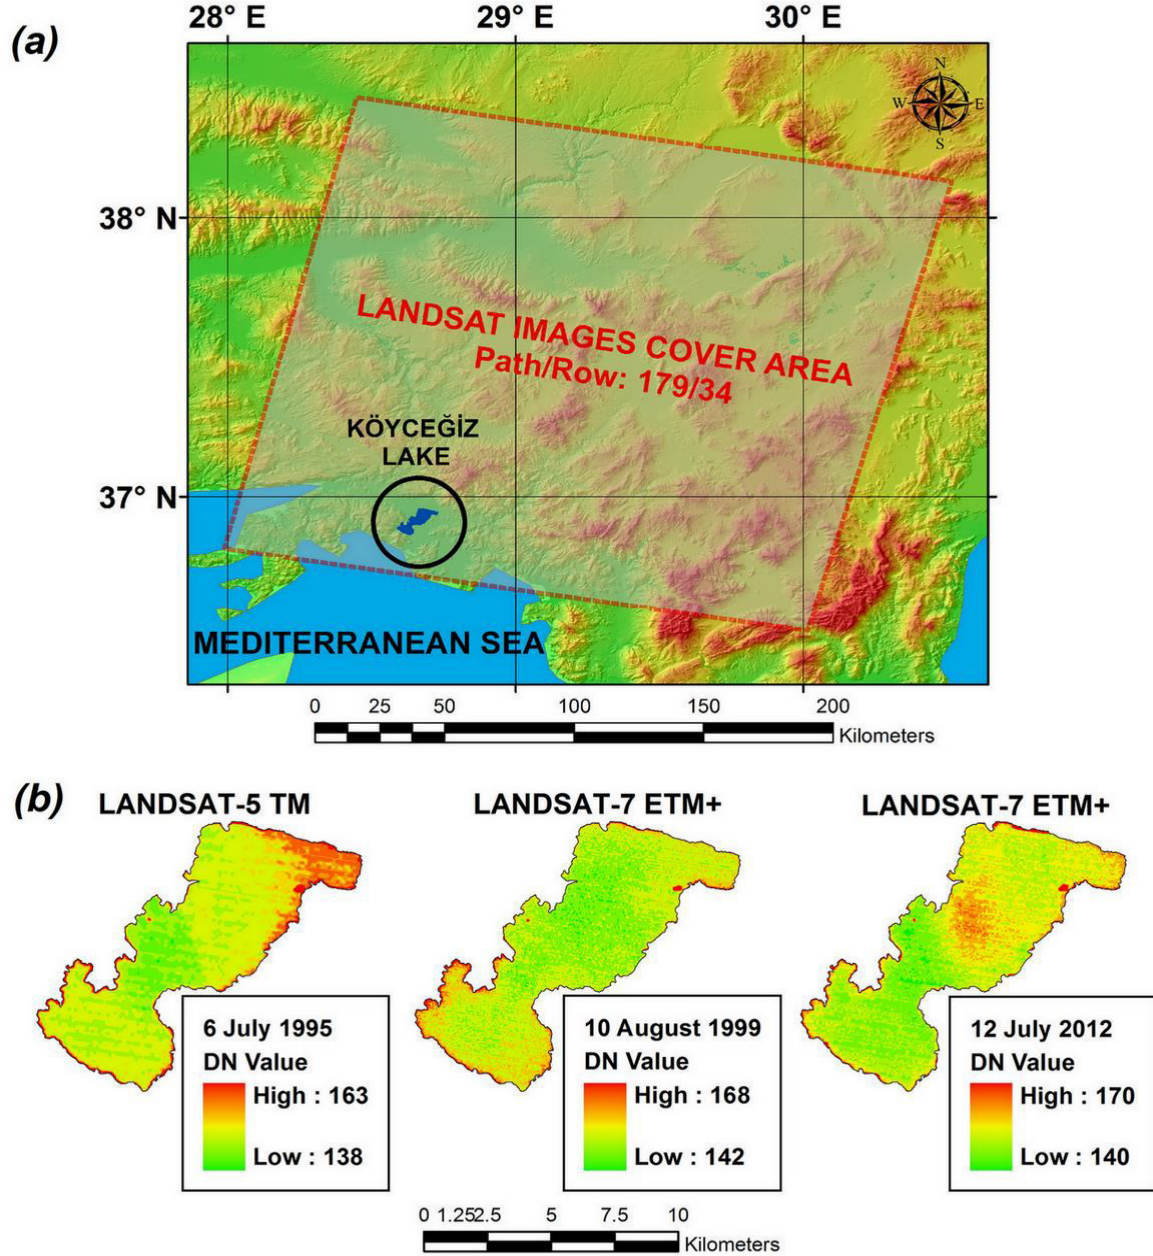 28° E 29° E 30° E
(a)
N
W E
S
38° N
LANDSAT IMAGES COVER AREA
Path/Row: 179/34
KÖYCEĞİZ
LAKE
37° N
MEDITERRANEAN SEA
0 25 50 100 150 200
Kilometers
(b)
LANDSAT-5 TM LANDSAT-7 ETM+ LANDSAT-7 ETM+
6 July 1995
DN Value
High : 163
Low : 138
10 August 1999
DN Value
High : 168
Low : 142
12 July 2012
DN Value
High : 170
Low : 140
0 1.252.5 5 7.5 10
Kilometers